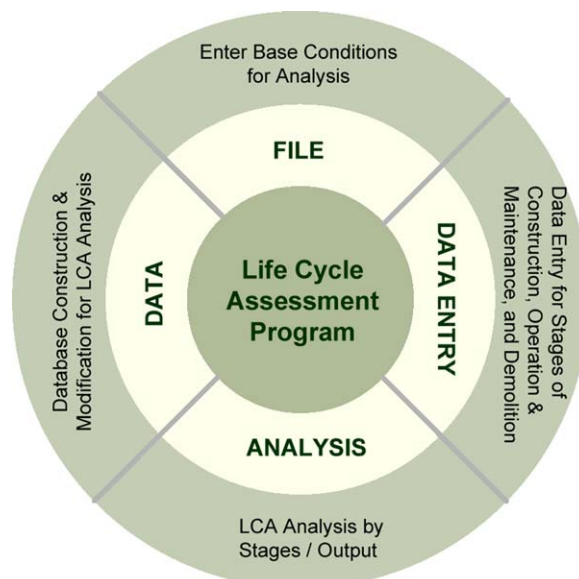 Enter Base Conditions
for Analysis
FILE
Database Construction &
Modification for LCA Analysis
DATA
Life Cycle
Assessment
Program
DATA ENTRY
Data Entry for Stages of
Construction, Operation &
Maintenance, and Demolition
ANALYSIS
LCA Analysis by
Stages / Output